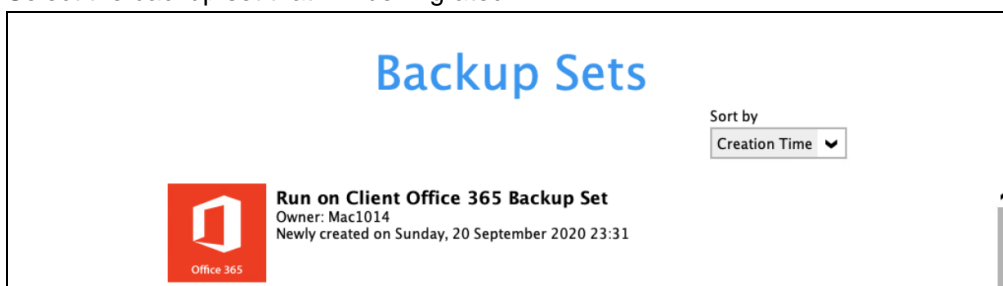 Backup Sets
Sort by
Creation Time
Run on Client Office 365 Backup Set
Owner: Mac1014
Newly created on Sunday, 20 September 2020 23:31
Office 365